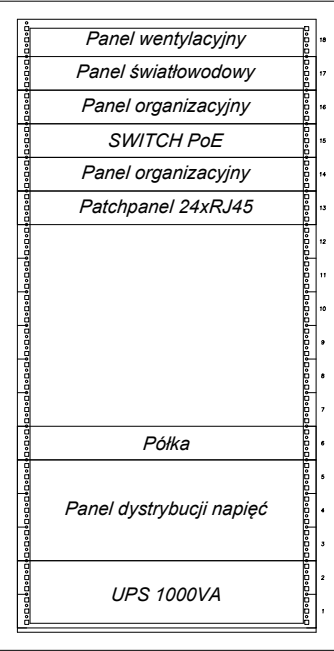 Panel wentylacyjny 18
Panel światłowodowy 17
Panel organizacyjny 16
SWITCH PoE 15
Panel organizacyjny 14
Patchpanel 24xRJ45 13
12
11
10
9
8
7
Półka 6
5
Panel dystrybucji napięć 4
3
2
UPS 1000VA
1